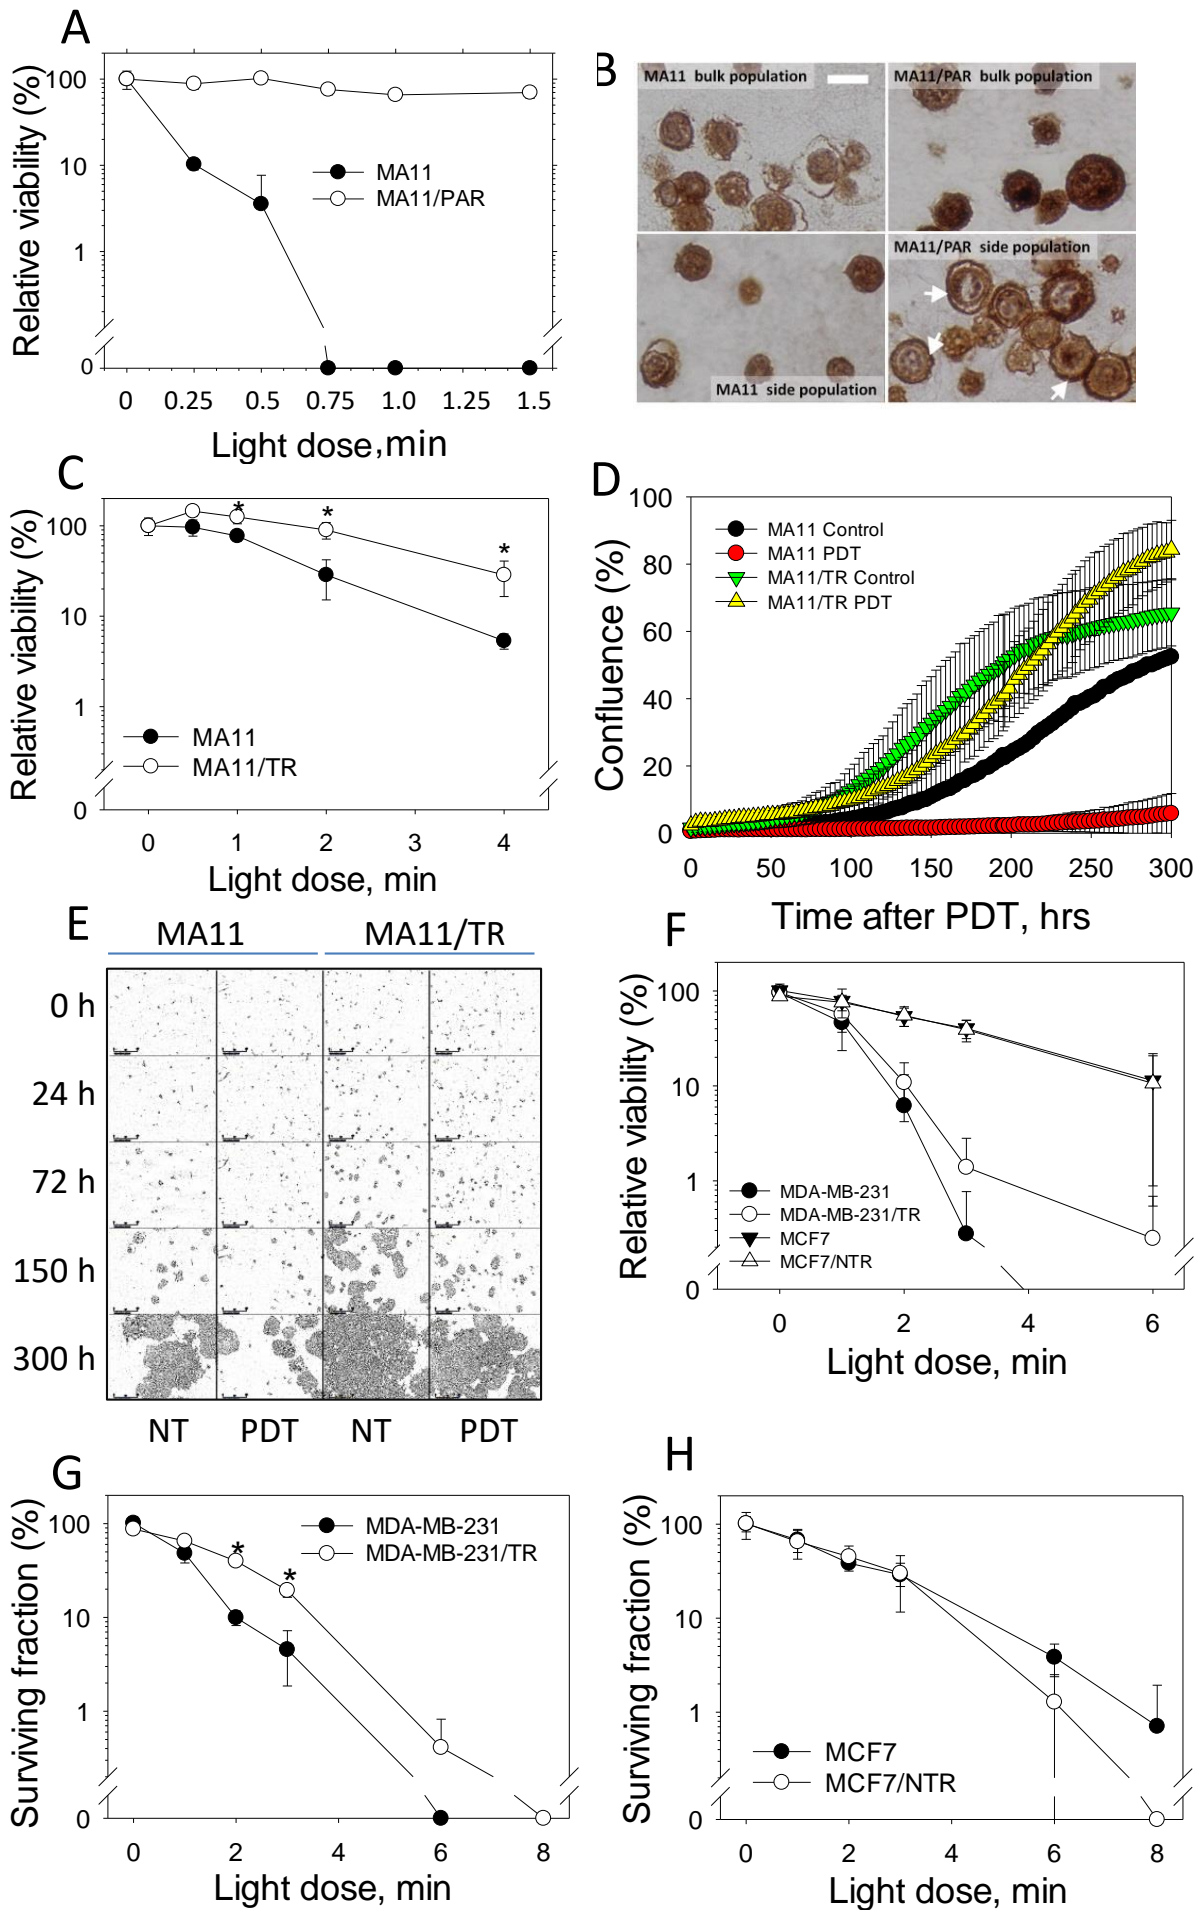 A
Relative viability (%)
100
10
1
0
MA11
MA11/PAR
0 0.25 0.5 0.75 1.0 1.25 1.5
Light dose,min
B
MA11 bulk population
MA11/PAR bulk population
MA11 side population
MA11/PAR side population
C
Relative viability (%)
100
10
1
0
* * *
MA11
MA11/TR
0 1 2 3 4
Light dose, min
D
Confluence (%)
100
80
60
40
20
0
MA11 Control
MA11 PDT
MA11/TR Control
MA11/TR PDT
0 50 100 150 200 250 300
Time after PDT, hrs
E
MA11 MA11/TR
0 h
24 h
72 h
150 h
300 h
NT PDT NT PDT
F
Relative viability (%)
100
10
1
0
MDA-MB-231
MDA-MB-231/TR
MCF7
MCF7/NTR
0 2 4 6
Light dose, min
G
Surviving fraction (%)
100
10
1
0
MDA-MB-231
MDA-MB-231/TR
* *
0 2 4 6 8
Light dose, min
H
Surviving fraction (%)
100
10
1
0
MCF7
MCF7/NTR
0 2 4 6 8
Light dose, min